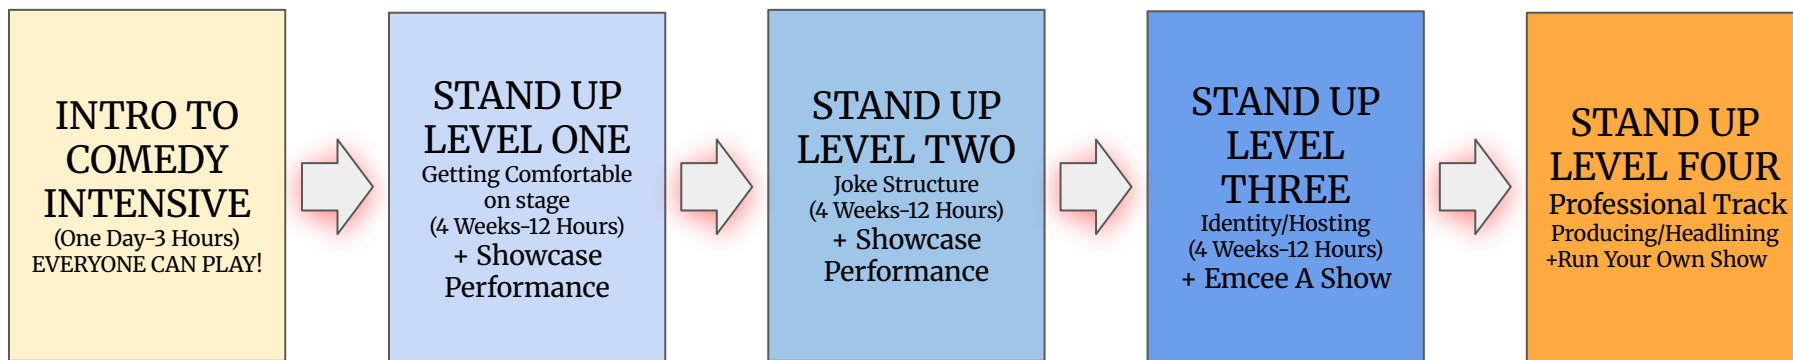 INTRO TO
COMEDY
INTENSIVE
(One Day-3 Hours)
EVERYONE CAN PLAY!
STAND UP
LEVEL ONE
Getting Comfortable
on stage
(4 Weeks-12 Hours)
+ Showcase
Performance
STAND UP
LEVEL TWO
Joke Structure
(4 Weeks-12 Hours)
+ Showcase
Performance
STAND UP
LEVEL
THREE
Identity/Hosting
(4 Weeks-12 Hours)
+ Emcee A Show
STAND UP
LEVEL FOUR
Professional Track
Producing/Headlining
+Run Your Own Show